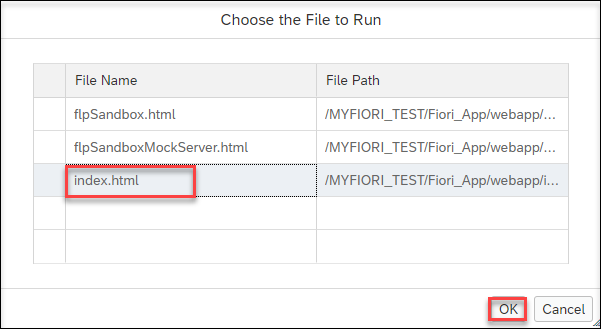 Choose the File to Run
File Name File Path
flpSandbox.html /MYFIORI_TEST/Fiori_App/webapp/...
flpSandboxMockServer.html /MYFIORI_TEST/Fiori_App/webapp/...
index.html /MYFIORI_TEST/Fiori_App/webapp/i...
OK Cancel